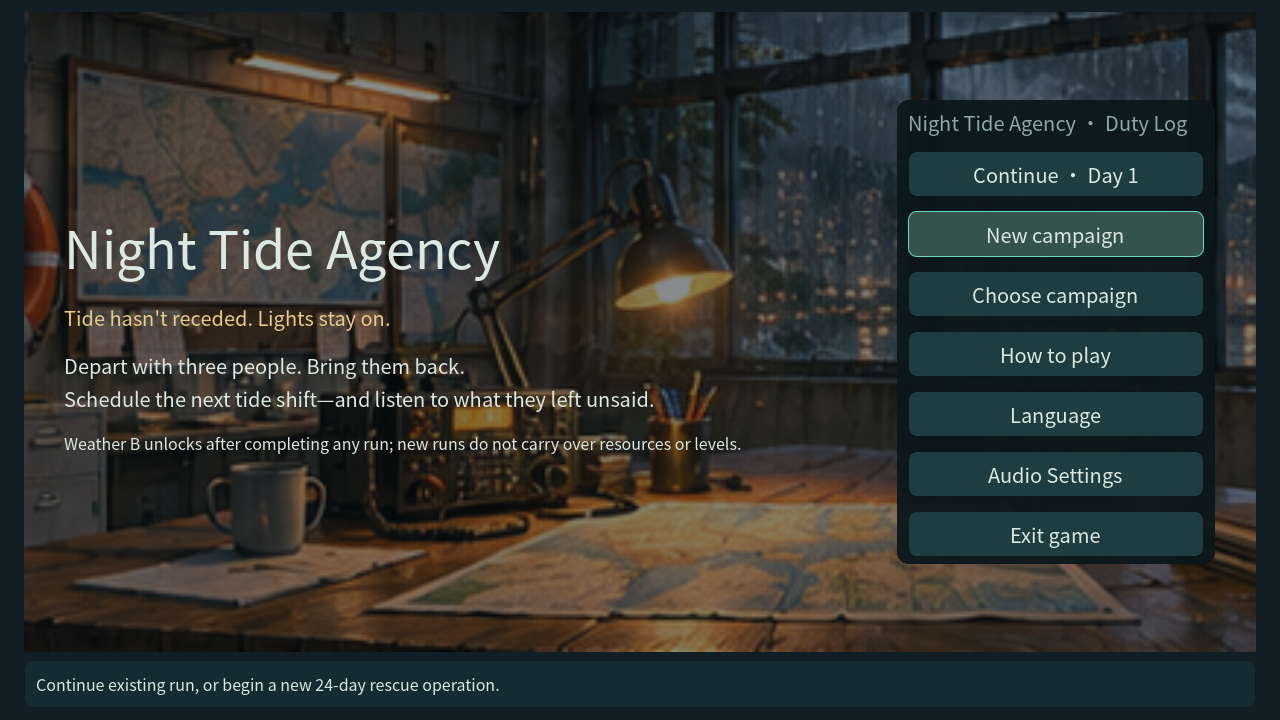 Night Tide Agency
Tide hasn't receded. Lights stay on.
Depart with three people. Bring them back.
Schedule the next tide shift—and listen to what they left unsaid.
Weather B unlocks after completing any run; new runs do not carry over resources or levels.
Night Tide Agency ・ Duty Log
Continue ・ Day 1
New campaign
Choose campaign
How to play
Language
Audio Settings
Exit game
Continue existing run, or begin a new 24-day rescue operation.